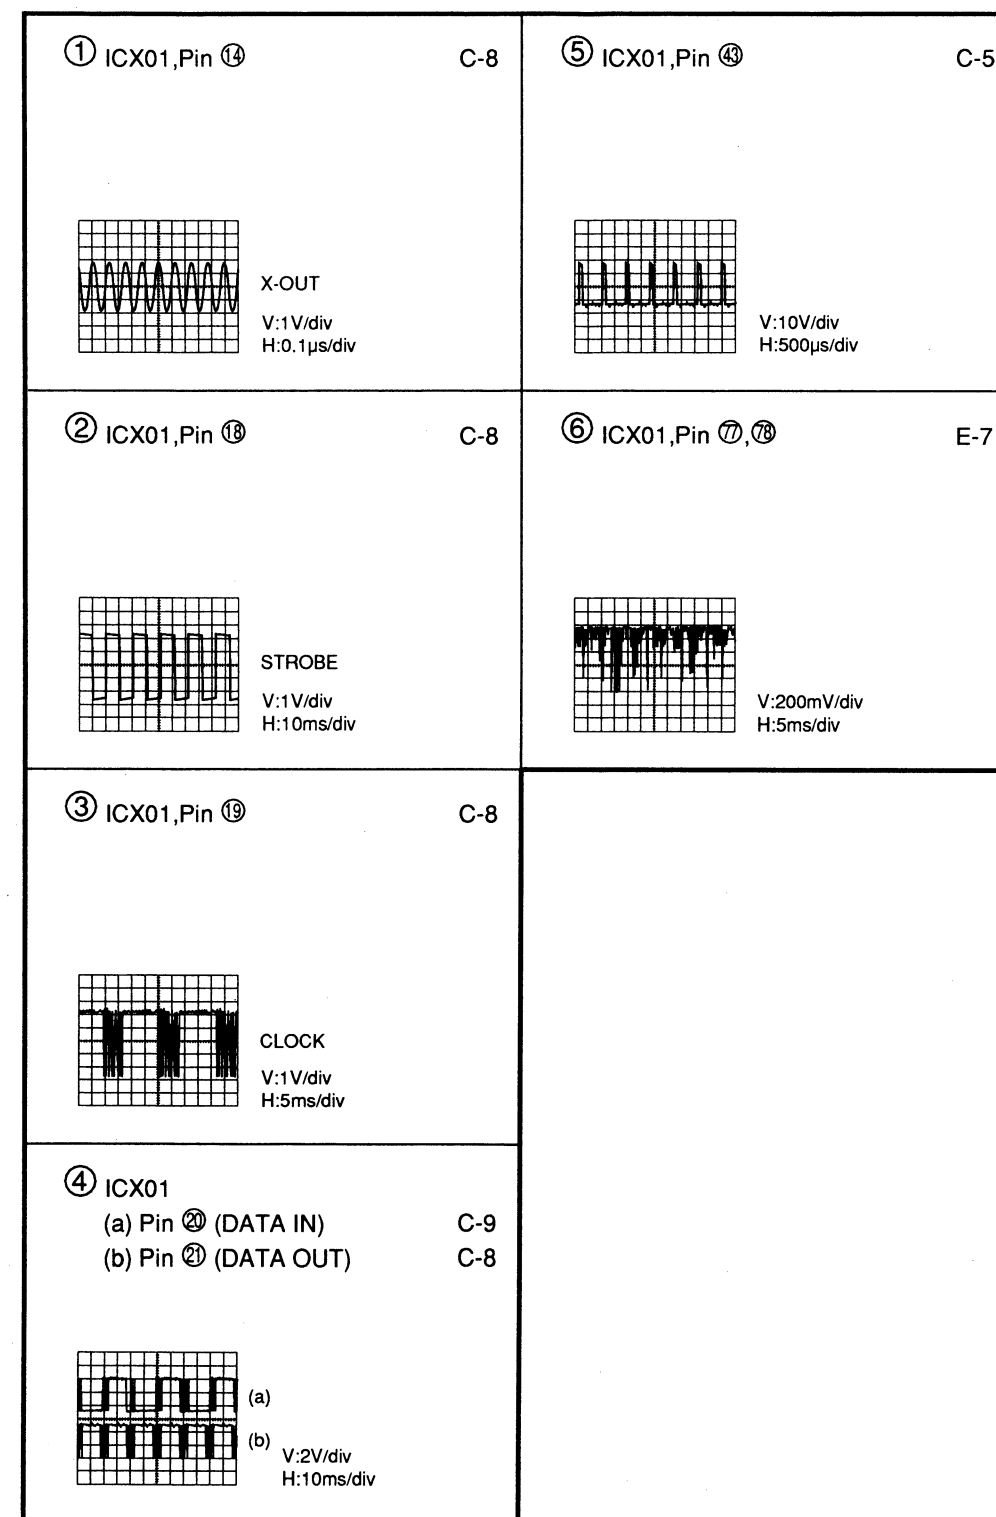 ① ICX01,Pin ⑭ C-8
X-OUT
V:1V/div
H:0.1µs/div
② ICX01,Pin ⑱ C-8
STROBE
V:1V/div
H:10ms/div
③ ICX01,Pin ⑲ C-8
CLOCK
V:1V/div
H:5ms/div
④ ICX01
(a) Pin ⑳ (DATA IN) C-9
(b) Pin ㉑ (DATA OUT) C-8
(a)
(b)
V:2V/div
H:10ms/div
⑤ ICX01,Pin ㊸ C-5
V:10V/div
H:500µs/div
⑥ ICX01,Pin 77,78 E-7
V:200mV/div
H:5ms/div